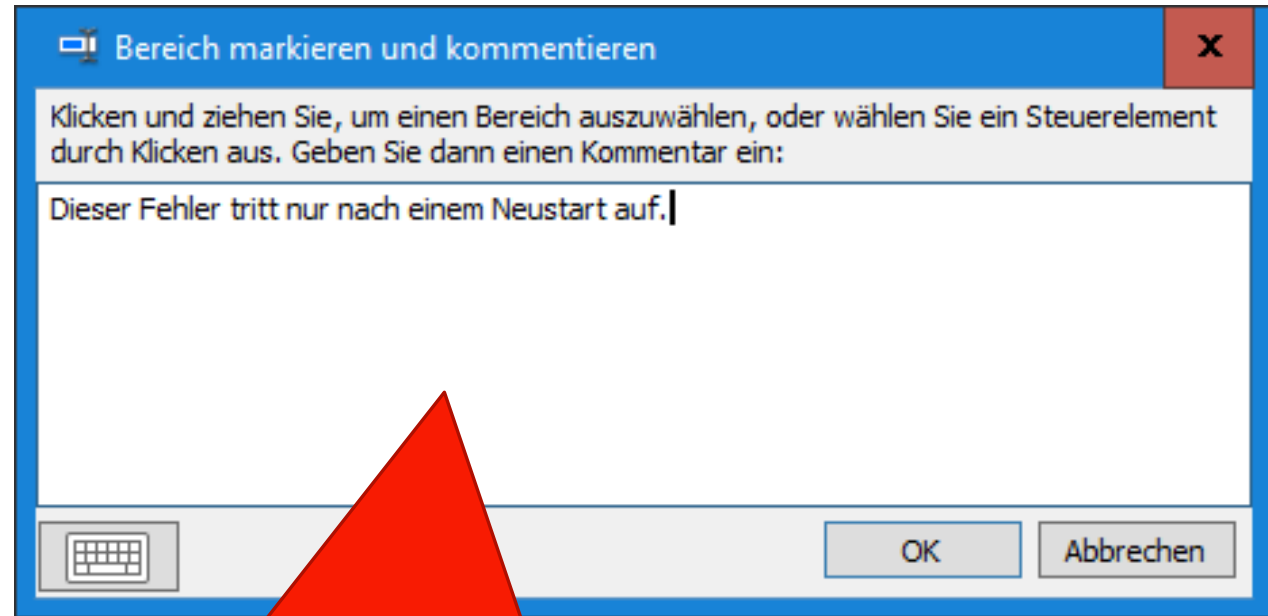 Bereich markieren und kommentieren
Klicken und ziehen Sie, um einen Bereich auszuwählen, oder wählen Sie ein Steuerelement
durch Klicken aus. Geben Sie dann einen Kommentar ein:
Dieser Fehler tritt nur nach einem Neustart auf.
OK
Abbrechen